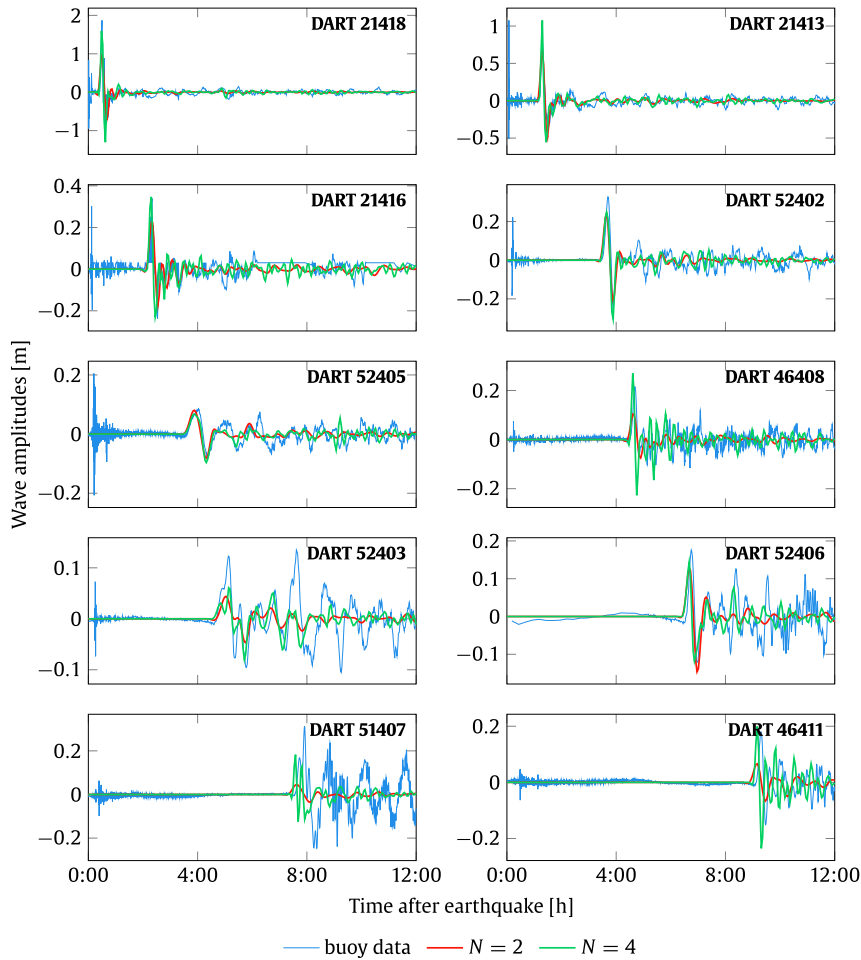 DART 21418
2
1
0
−1
DART 21413
1
0.5
0
−0.5
DART 21416
0.4
0.2
0
−0.2
DART 52402
0.2
0
−0.2
DART 52405
0.2
0
−0.2
DART 46408
0.2
0
−0.2
DART 52403
0.1
0
−0.1
DART 52406
0.2
0.1
0
−0.1
DART 51407
0.2
0
−0.2
DART 46411
0.2
0
−0.2
Wave amplitudes [m]
0:00 4:00 8:00 12:00
0:00 4:00 8:00 12:00
Time after earthquake [h]
buoy data N = 2 N = 4